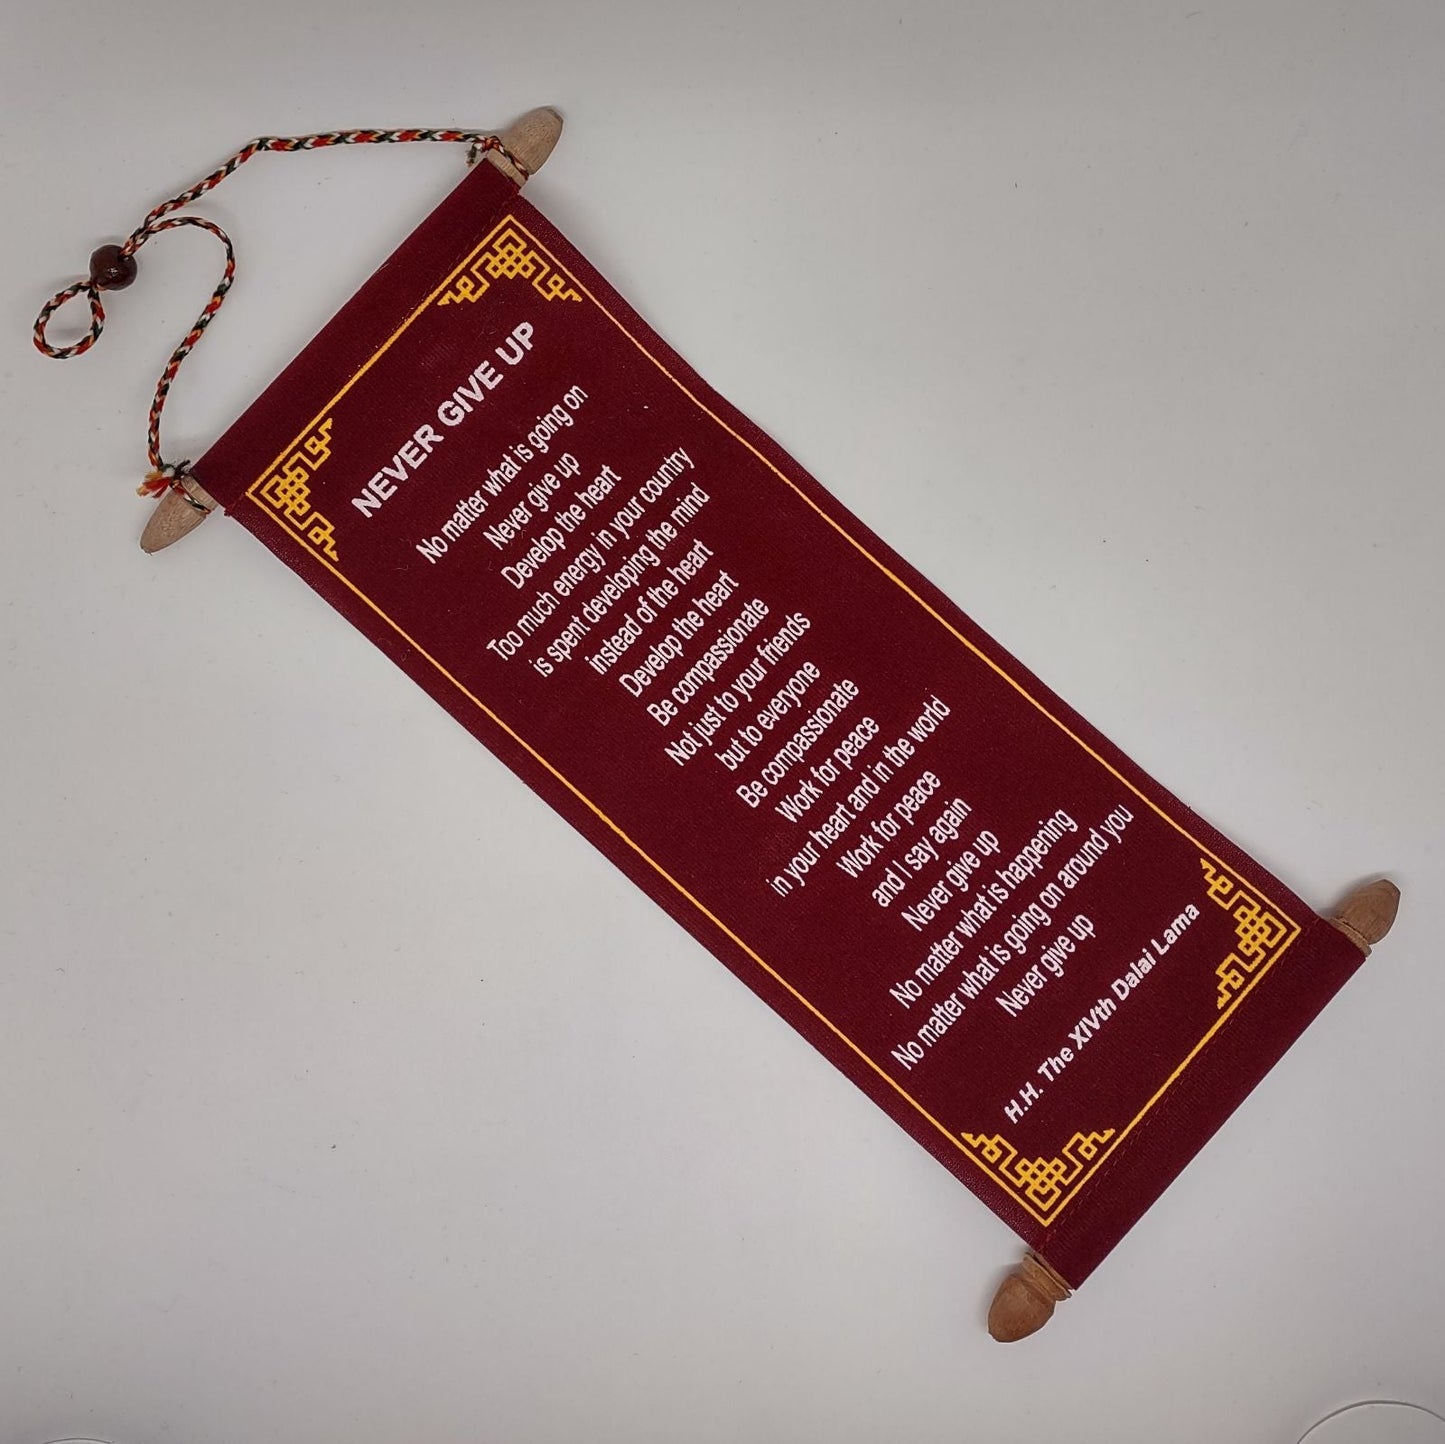 NEVER GIVE UP
No matter what is going on
Never give up
Develop the heart
Too much energy in your country
is spent developing the mind
instead of the heart
Develop the heart
Be compassionate
Not just to your friends
but to everyone
Be compassionate
Work for peace
in your heart and in the world
Work for peace
and I say again
Never give up
No matter what is happening
No matter what is going on around you
Never give up
H.H. The XIVth Dalai Lama